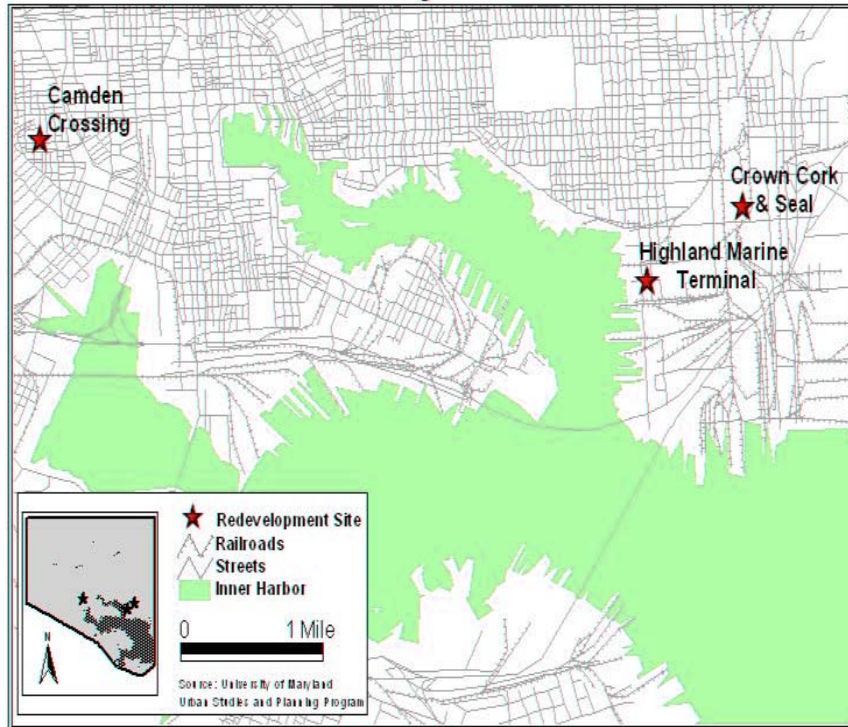 Camden
Crossing
Crown Cork
& Seal
Highland Marine
Terminal
Redevelopment Site
Railroads
Streets
Inner Harbor
0 1 Mile
N
Source: University of Maryland
Urban Studies and Planning Program